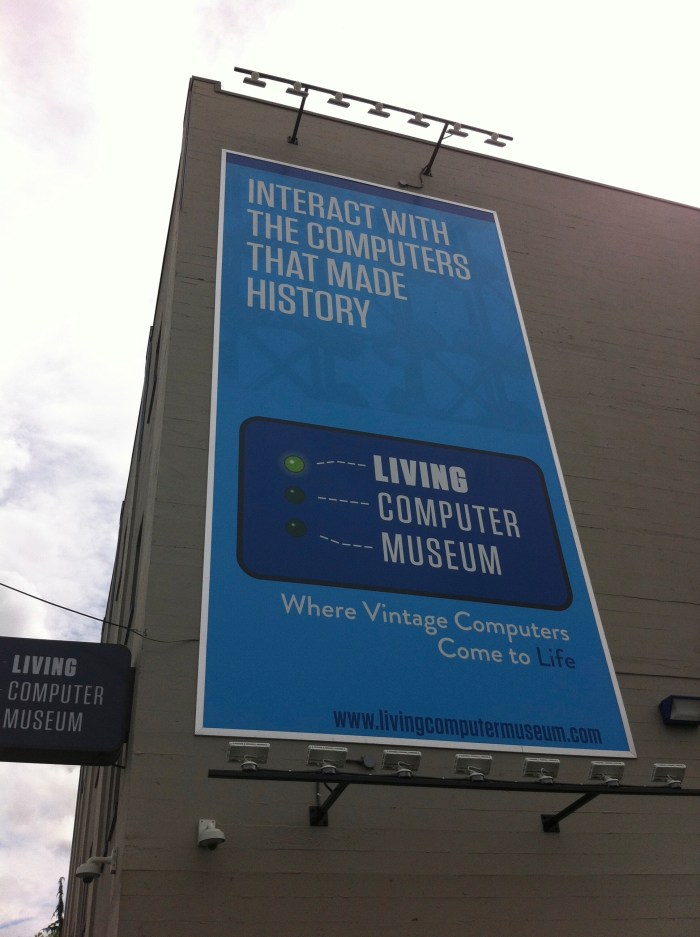 INTERACT WITH
THE COMPUTERS
THAT MADE
HISTORY
LIVING
COMPUTER
MUSEUM
Where Vintage Computers
Come to Life
www.livingcomputermuseum.com
LIVING
COMPUTER
MUSEUM